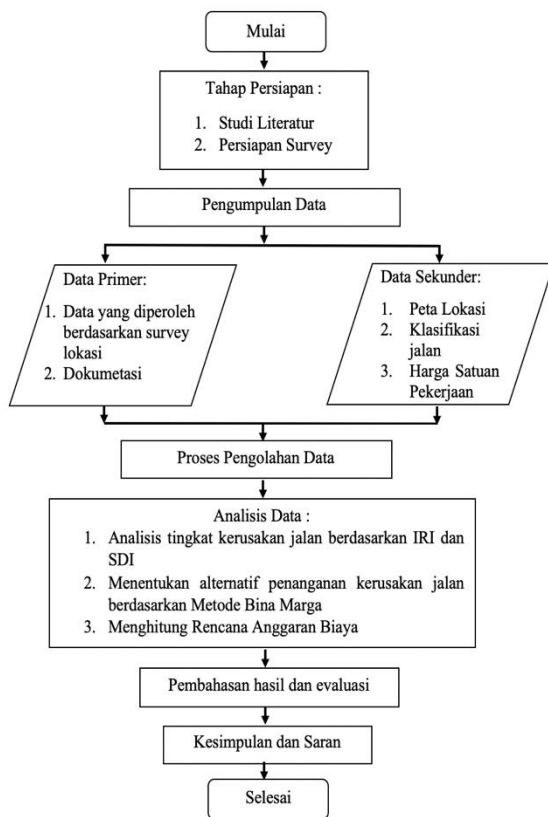 Mulai
Tahap Persiapan :
1. Studi Literatur
2. Persiapan Survey
Pengumpulan Data
Data Primer:
1. Data yang diperoleh
berdasarkan survey
lokasi
2. Dokumetasi
Data Sekunder:
1. Peta Lokasi
2. Klasifikasi
jalan
3. Harga Satuan
Pekerjaan
Proses Pengolahan Data
Analisis Data :
1. Analisis tingkat kerusakan jalan berdasarkan IRI dan
SDI
2. Menentukan alternatif penanganan kerusakan jalan
berdasarkan Metode Bina Marga
3. Menghitung Rencana Anggaran Biaya
Pembahasan hasil dan evaluasi
Kesimpulan dan Saran
Selesai